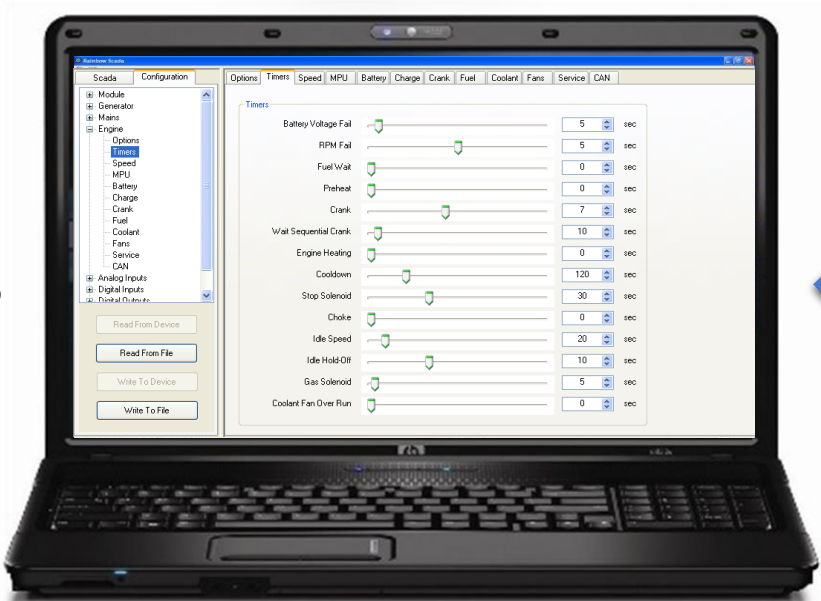 Rainbow Scada
Scada Configuration
Module
Generator
Mains
Engine
Options
Timers
Speed
MPU
Battery
Charge
Crank
Fuel
Coolant
Fans
Service
CAN
Analog Inputs
Digital Inputs
Digital Outputs
Read From Device
Read From File
Write To Device
Write To File
Options Timers Speed MPU Battery Charge Crank Fuel Coolant Fans Service CAN
Timers
Battery Voltage Fail 5 sec
RPM Fail 5 sec
Fuel Wait 0 sec
Preheat 0 sec
Crank 7 sec
Wait Sequential Crank 10 sec
Engine Heating 0 sec
Cooldown 120 sec
Stop Solenoid 30 sec
Choke 0 sec
Idle Speed 20 sec
Idle Hold-Off 10 sec
Gas Solenoid 5 sec
Coolant Fan Over Run 0 sec
hp